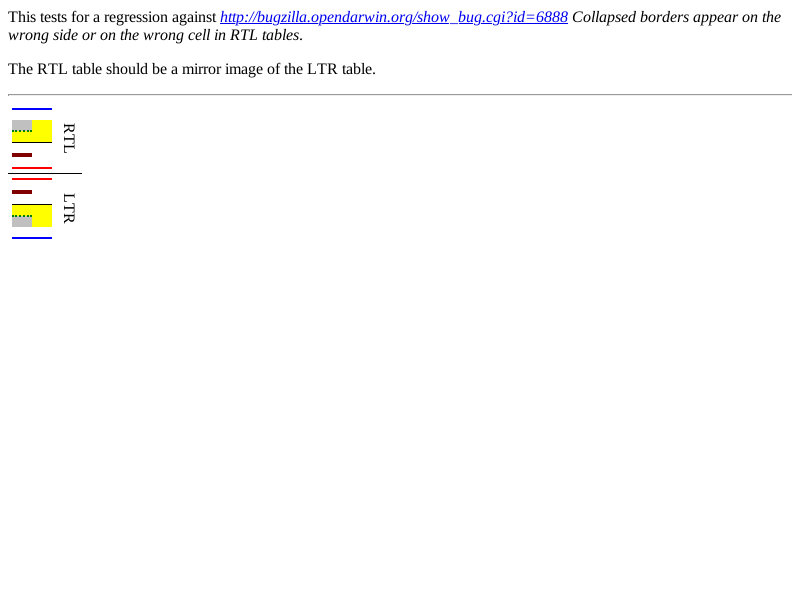 This tests for a regression against http://bugzilla.opendarwin.org/show_bug.cgi?id=6888 Collapsed borders appear on the
wrong side or on the wrong cell in RTL tables.
The RTL table should be a mirror image of the LTR table.
RTL
LTR